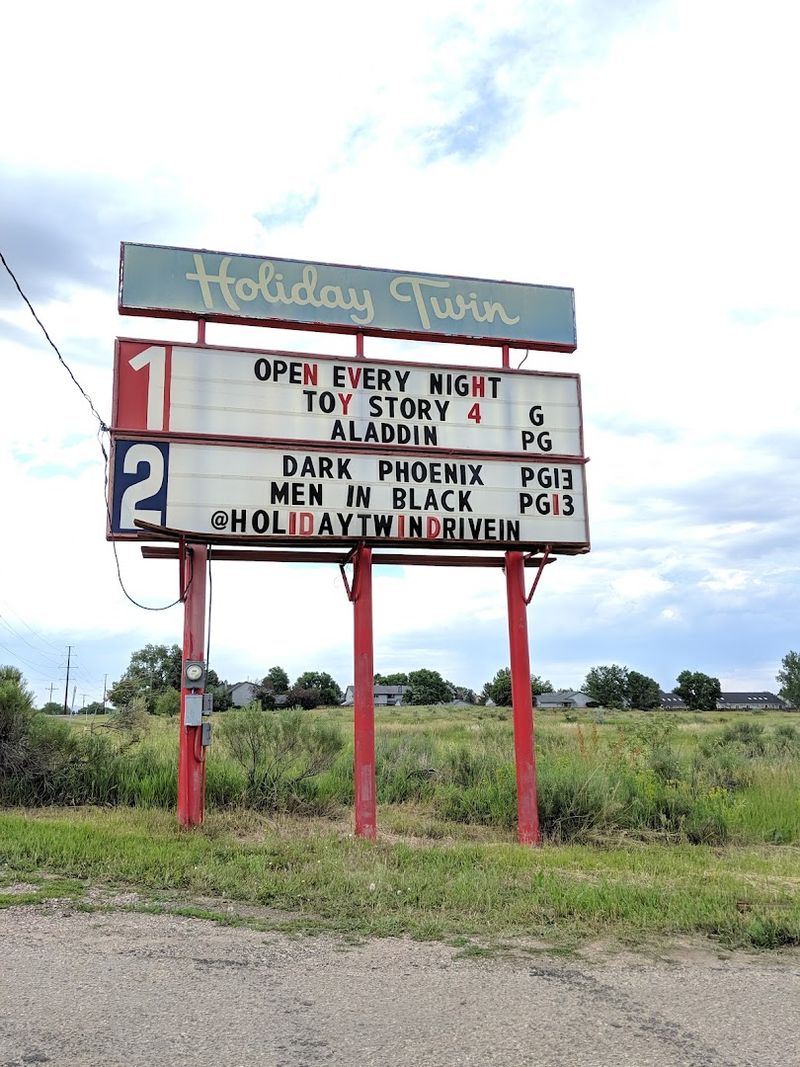 Holiday Twin
1
OPEN EVERY NIGHT
TOY STORY 4 G
ALADDIN PG
2
DARK PHOENIX PG13
MEN IN BLACK PG13
@HOLIDAYTWINDRIVEIN